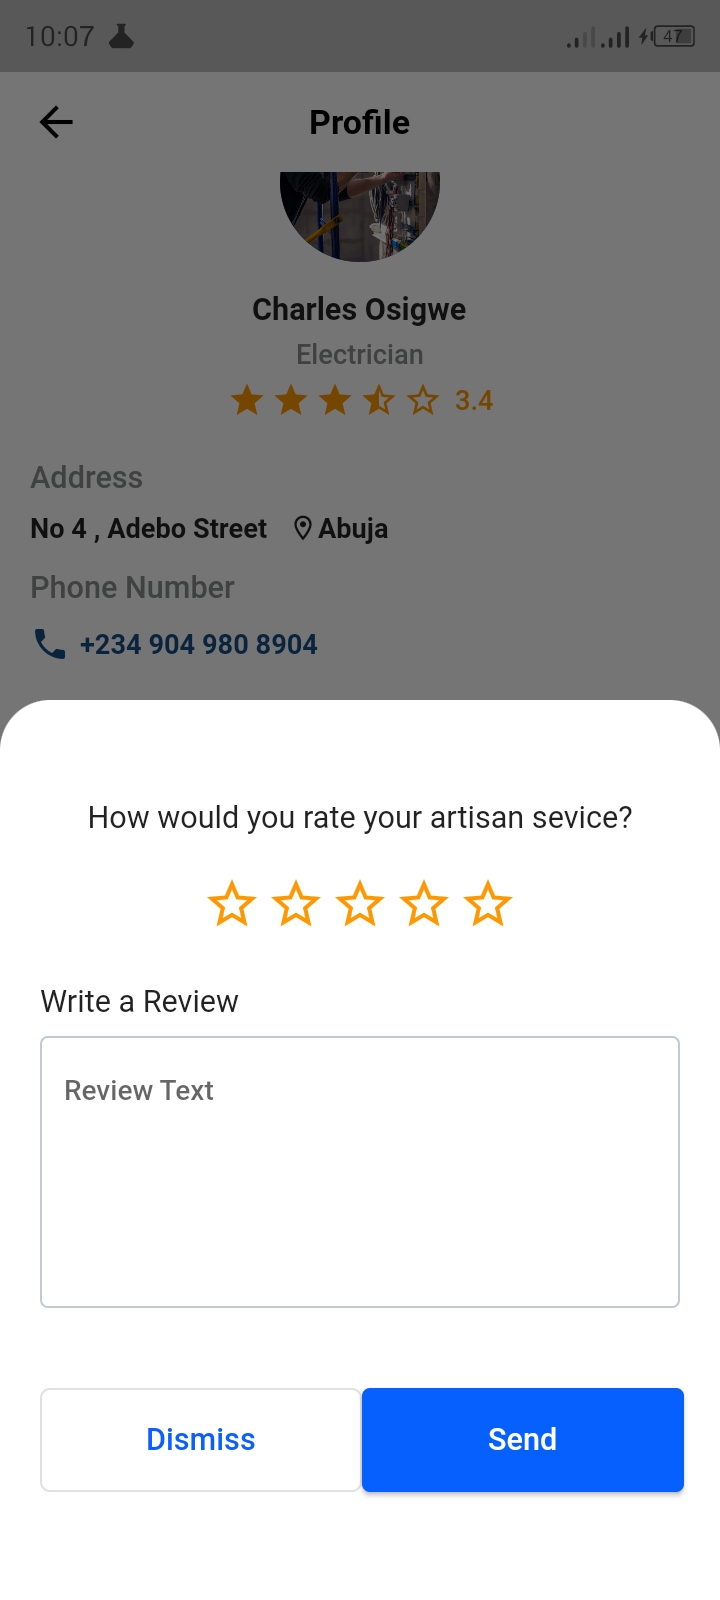 10:07
47
Profile
Charles Osigwe
Electrician
3.4
Address
No 4 , Adebo Street Abuja
Phone Number
+234 904 980 8904
How would you rate your artisan sevice?
Write a Review
Review Text
Dismiss Send